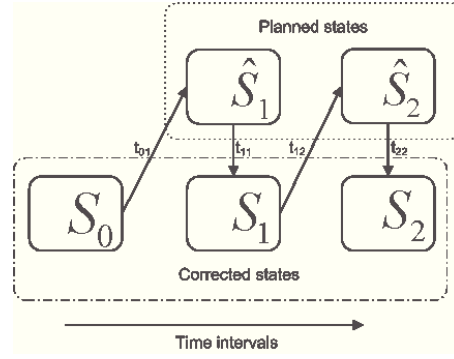 Planned states
Ŝ₁
Ŝ₂
t₀₁
t₁₁
t₁₂
t₂₂
S₀
S₁
S₂
Corrected states
Time intervals